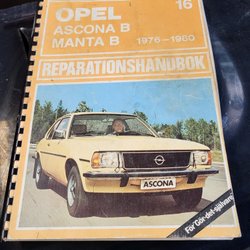 16
OPEL
ASCONA B
MANTA B 1976-1980
REPARATIONSHANDBOK
ASCONA
För Gör-det-självare